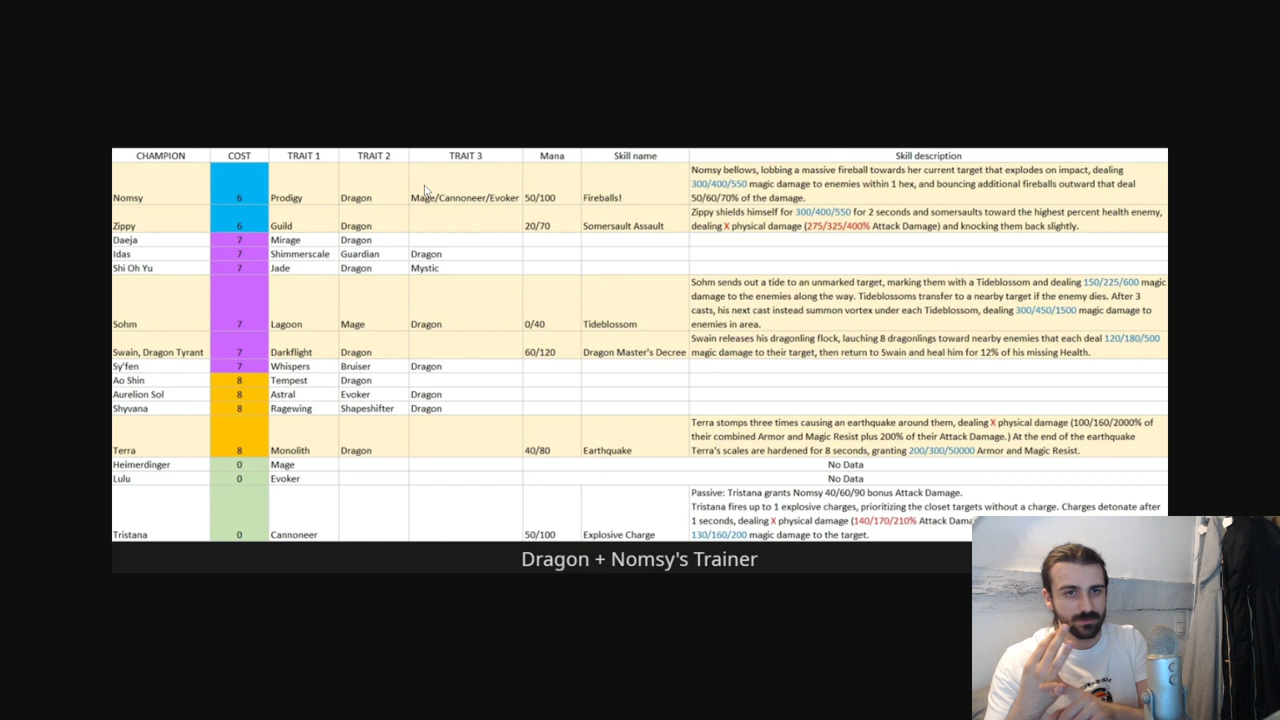 CHAMPION COST TRAIT 1 TRAIT 2 TRAIT 3 Mana Skill name Skill description
Nomsy bellows, lobbing a massive fireball towards her current target that explodes on impact, dealing
300/400/550 magic damage to enemies within 1 hex, and bouncing additional fireballs outward that deal
Nomsy 6 Prodigy Dragon Mage/Cannoneer/Evoker 50/100 Fireballs! 50/60/70% of the damage.
Zippy shields himself for 300/400/550 for 2 seconds and somersaults toward the highest percent health enemy,
Zippy 6 Guild Dragon 20/70 Somersault Assault dealing X physical damage (275/325/400% Attack Damage) and knocking them back slightly.
Daeja 7 Mirage Dragon
Idas 7 Shimmerscale Guardian Dragon
Shi Oh Yu 7 Jade Dragon Mystic
Sohm sends out a tide to an unmarked target, marking them with a Tideblossom and dealing 150/225/600 magic
damage to the enemies along the way. Tideblossoms transfer to a nearby target if the enemy dies. After 3
casts, his next cast instead summon vortex under each Tideblossom, dealing 300/450/1500 magic damage to
Sohm 7 Lagoon Mage Dragon 0/40 Tideblossom enemies in area.
Swain releases his dragonling flock, lauching 8 dragonlings toward nearby enemies that each deal 120/180/500
Swain, Dragon Tyrant 7 Darkflight Dragon 60/120 Dragon Master's Decree magic damage to their target, then return to Swain and heal him for 12% of his missing Health.
Sy'fen 7 Whispers Bruiser Dragon
Ao Shin 8 Tempest Dragon
Aurelion Sol 8 Astral Evoker Dragon
Shyvana 8 Ragewing Shapeshifter Dragon
Terra stomps three times causing an earthquake around them, dealing X physical damage (100/160/2000% of
their combined Armor and Magic Resist plus 200% of their Attack Damage.) At the end of the earthquake
Terra 8 Monolith Dragon 40/80 Earthquake Terra's scales are hardened for 8 seconds, granting 200/300/50000 Armor and Magic Resist.
Heimerdinger 0 Mage No Data
Lulu 0 Evoker No Data
Passive: Tristana grants Nomsy 40/60/90 bonus Attack Damage.
Tristana fires up to 1 explosive charges, prioritizing the closet targets without a charge. Charges detonate after
1 seconds, dealing X physical damage (140/170/210% Attack
Tristana 0 Cannoneer 50/100 Explosive Charge 130/160/200 magic damage to the target.
Dragon + Nomsy's Trainer